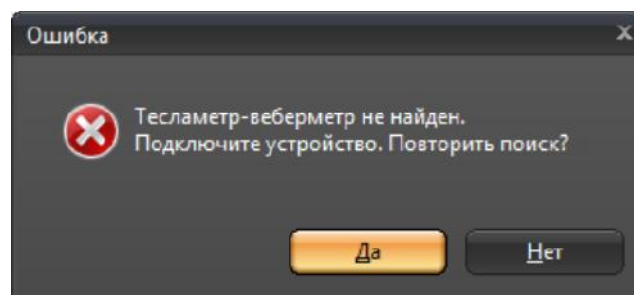 Ошибка
Тесламетр-веберметр не найден.
Подключите устройство. Повторить поиск?
Да
Нет